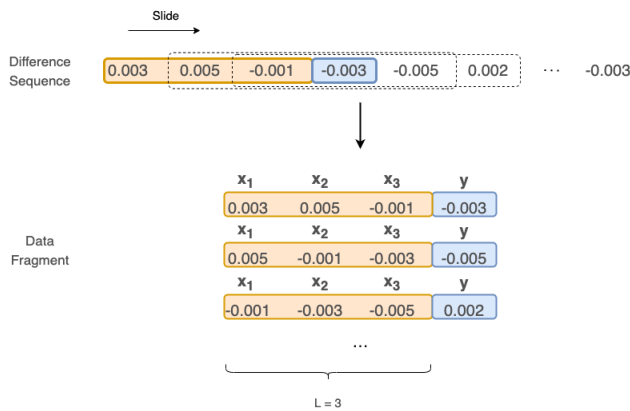 Slide
Difference
Sequence
0.003 0.005 -0.001 -0.003 -0.005 0.002 ... -0.003
x1 x2 x3 y
0.003 0.005 -0.001 -0.003
x1 x2 x3 y
0.005 -0.001 -0.003 -0.005
Data
Fragment
x1 x2 x3 y
-0.001 -0.003 -0.005 0.002
...
L = 3